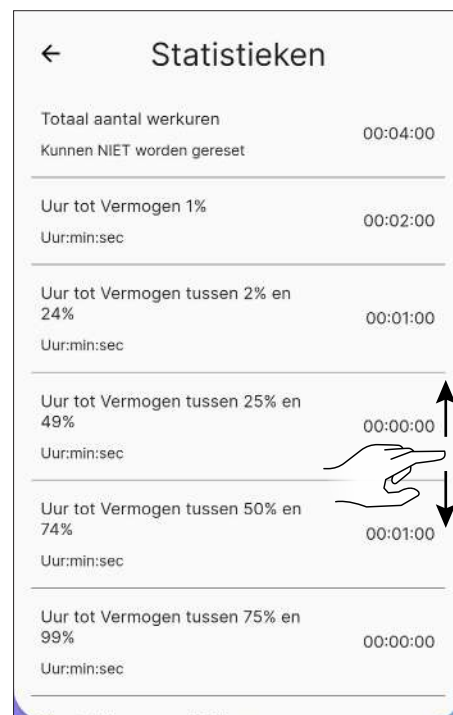 Statistieken
Totaal aantal werkuren
00:04:00
Kunnen NIET worden gereset
Uur tot Vermogen 1%
00:02:00
Uur:min:sec
Uur tot Vermogen tussen 2% en
24%
00:01:00
Uur:min:sec
Uur tot Vermogen tussen 25% en
49%
00:00:00
Uur:min:sec
Uur tot Vermogen tussen 50% en
74%
00:01:00
Uur:min:sec
Uur tot Vermogen tussen 75% en
99%
00:00:00
Uur:min:sec